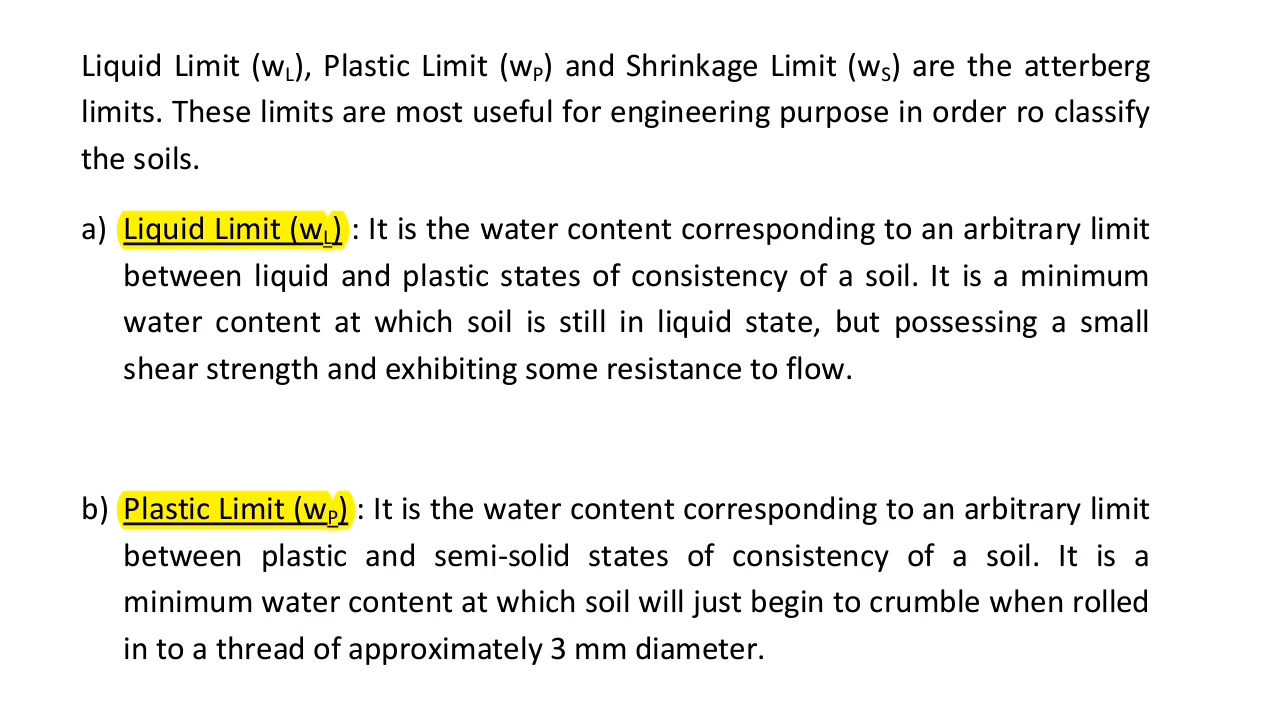 Liquid Limit (wL), Plastic Limit (wP) and Shrinkage Limit (wS) are the atterberg
limits. These limits are most useful for engineering purpose in order ro classify
the soils.
a) Liquid Limit (wL) : It is the water content corresponding to an arbitrary limit
between liquid and plastic states of consistency of a soil. It is a minimum
water content at which soil is still in liquid state, but possessing a small
shear strength and exhibiting some resistance to flow.
b) Plastic Limit (wP) : It is the water content corresponding to an arbitrary limit
between plastic and semi-solid states of consistency of a soil. It is a
minimum water content at which soil will just begin to crumble when rolled
in to a thread of approximately 3 mm diameter.